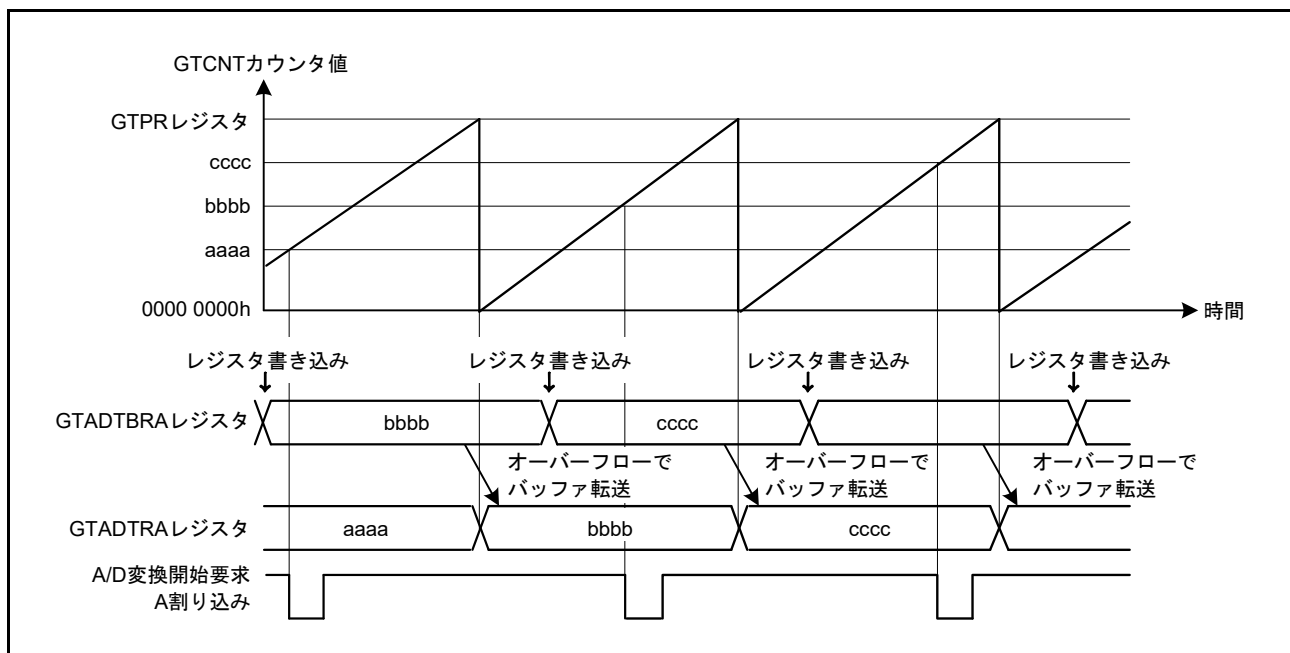 GTCNTカウンタ値
GTPRレジスタ
cccc
bbbb
aaaa
0000 0000h
時間
レジスタ書き込み
レジスタ書き込み
レジスタ書き込み
レジスタ書き込み
GTADTBRAレジスタ
bbbb
cccc
オーバーフローで
バッファ転送
オーバーフローで
バッファ転送
オーバーフローで
バッファ転送
GTADTRAレジスタ
aaaa
bbbb
cccc
A/D変換開始要求
A割り込み